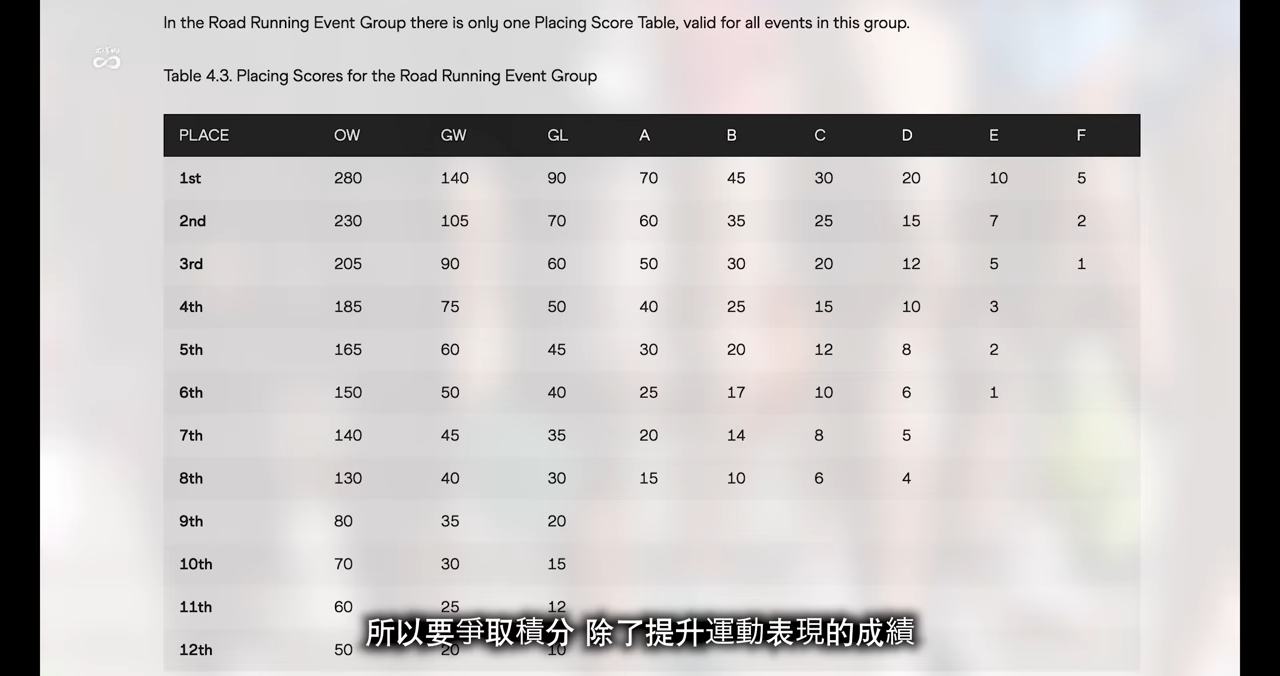 In the Road Running Event Group there is only one Placing Score Table, valid for all events in this group.
Table 4.3. Placing Scores for the Road Running Event Group
PLACE OW GW GL A B C D E F
1st 280 140 90 70 45 30 20 10 5
2nd 230 105 70 60 35 25 15 7 2
3rd 205 90 60 50 30 20 12 5 1
4th 185 75 50 40 25 15 10 3
5th 165 60 45 30 20 12 8 2
6th 150 50 40 25 17 10 6 1
7th 140 45 35 20 14 8 5
8th 130 40 30 15 10 6 4
9th 80 35 20
10th 70 30 15
11th 60 25 12
所以要爭取積分 除了提升運動表現的成績
12th 50 20 10